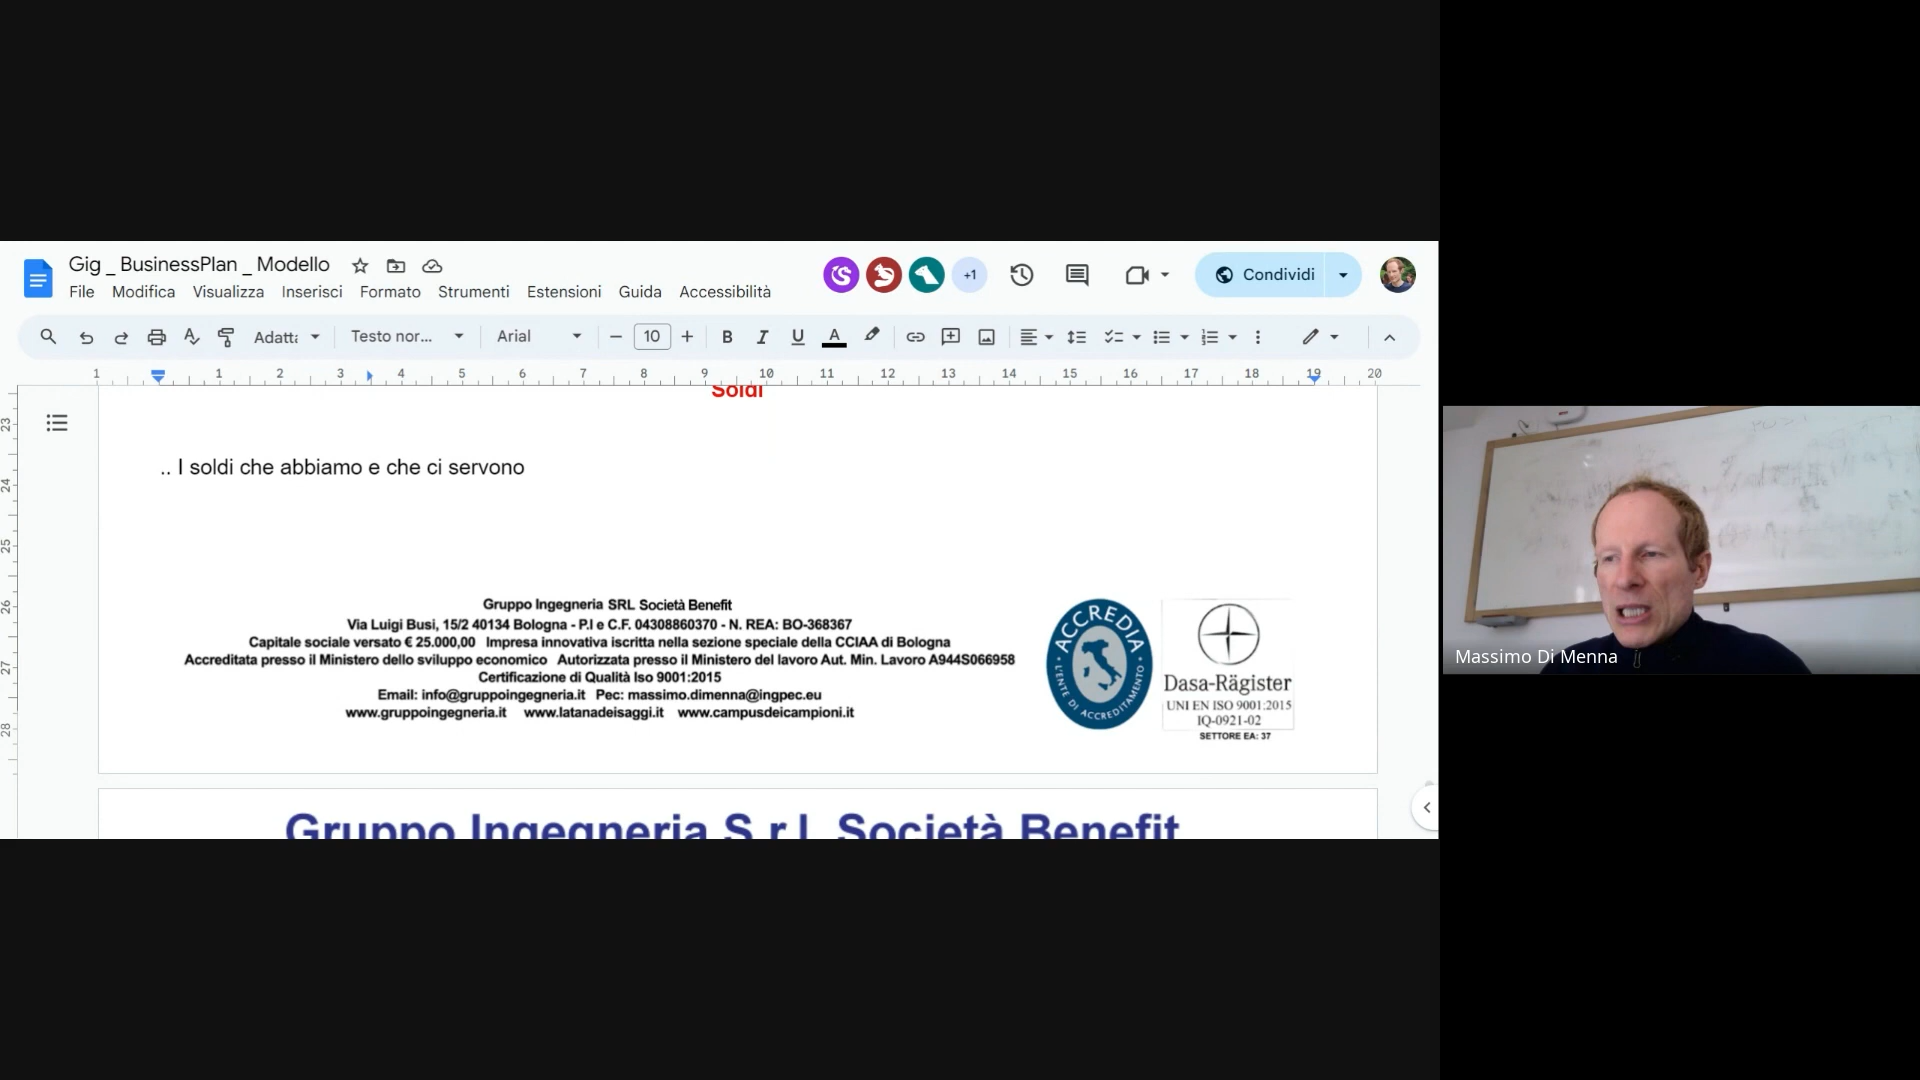 Gig _ BusinessPlan _ Modello
+1
Condividi
File Modifica Visualizza Inserisci Formato Strumenti Estensioni Guida Accessibilità
Testo nor... Arial 10 B I U A
1 1 2 3 4 5 6 7 8 9 10 11 12 13 14 15 16 17 18 19 20
23
24
25
26
27
28
Soldi
.. I soldi che abbiamo e che ci servono
Gruppo Ingegneria SRL Società Benefit
Via Luigi Busi, 15/2 40134 Bologna - P.I e C.F. 04308860370 - N. REA: BO-368367
Capitale sociale versato € 25.000,00 Impresa innovativa iscritta nella sezione speciale della CCIAA di Bologna
Accreditata presso il Ministero dello sviluppo economico Autorizzata presso il Ministero del lavoro Aut. Min. Lavoro A944S066958
Certificazione di Qualità Iso 9001:2015
Email: info@gruppoingegneria.it Pec: massimo.dimenna@ingpec.eu
www.gruppoingegneria.it www.latanadeisaggi.it www.campusdeicampioni.it
ACCREDIA
L'ENTE DI ACCREDITAMENTO
Dasa-Rägister
UNI EN ISO 9001:2015
IQ-0921-02
SETTORE EA: 37
Gruppo Ingegneria S.r.l. Società Benefit
Massimo Di Menna